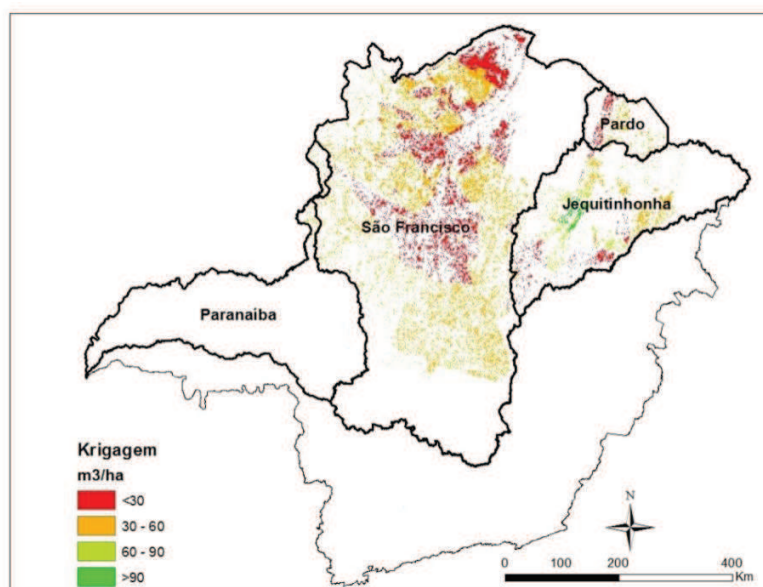 Pardo
Jequitinhonha
São Francisco
Paranaiba
Krigagem
m3/ha
<30
30 - 60
60 - 90
>90
N
0 100 200 400
Km